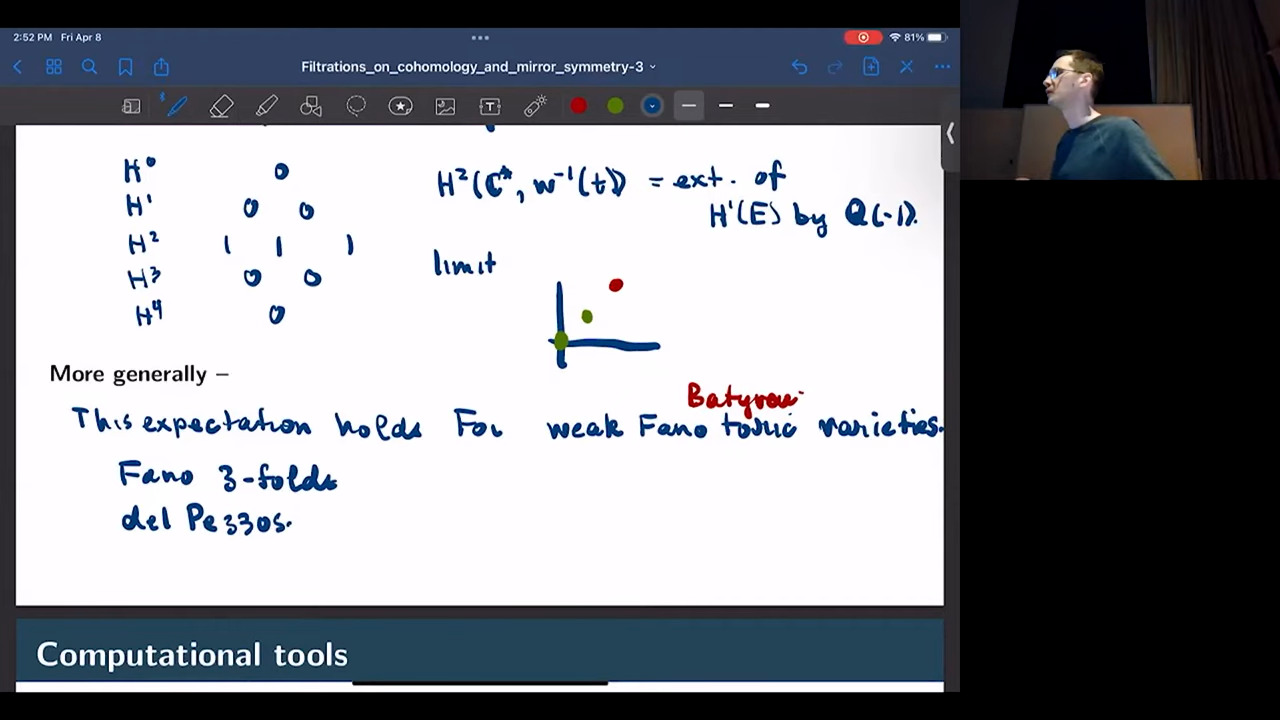 2:52 PM Fri Apr 8
81%
Filtrations_on_cohomology_and_mirror_symmetry-3
H⁰ 0
H¹ 0 0
H² 1 1 1
H³ 0 0
H⁴ 0
H²(ℂ*, w⁻¹(t)) = ext. of
H¹(E) by Q(-1).
limit
More generally –
Batyrev
This expectation holds For weak Fano toric varieties.
Fano 3-folds
del Pezzos.
Computational tools